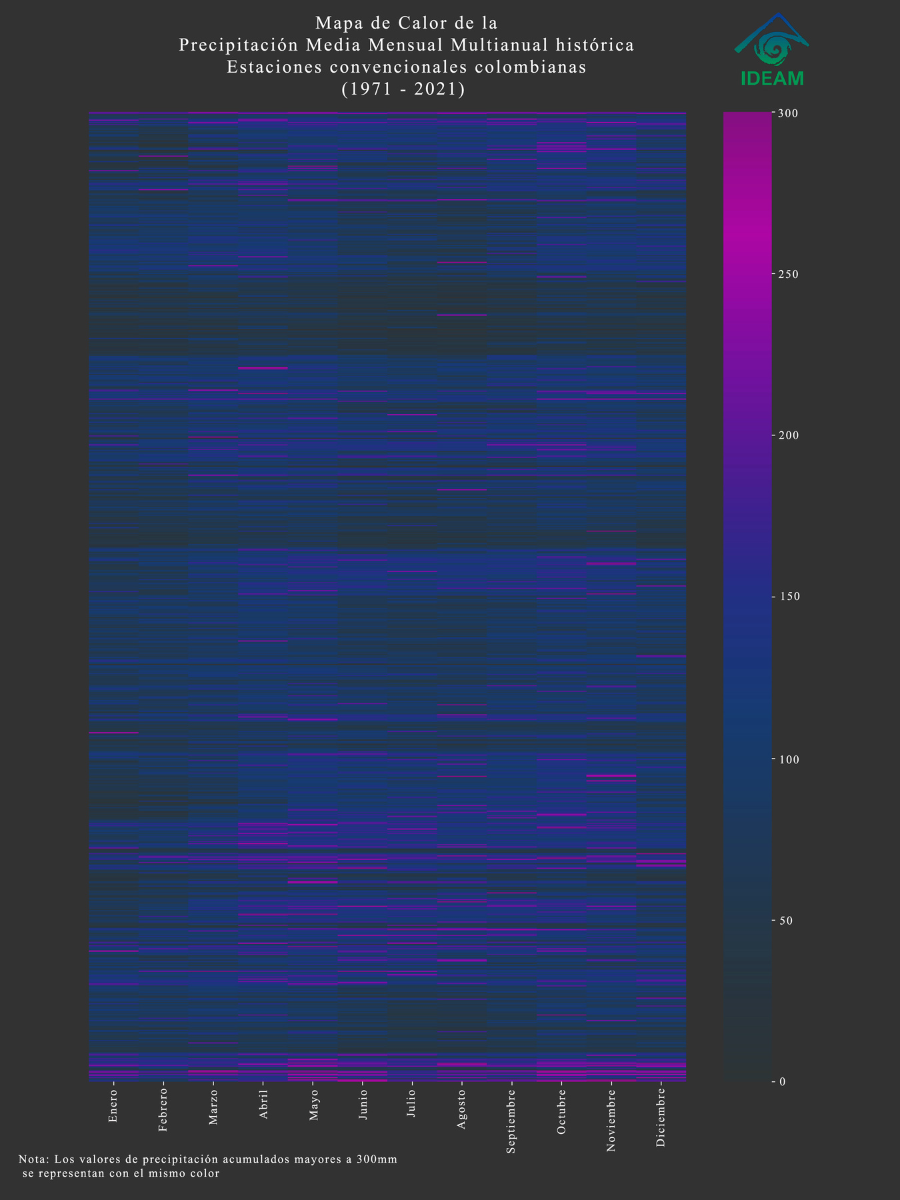 Mapa de Calor de la
Precipitación Media Mensual Multianual histórica
Estaciones convencionales colombianas
(1971 - 2021)
IDEAM
300
250
200
150
100
50
0
Enero
Febrero
Marzo
Abril
Mayo
Junio
Julio
Agosto
Septiembre
Octubre
Noviembre
Diciembre
Nota: Los valores de precipitación acumulados mayores a 300mm
se representan con el mismo color